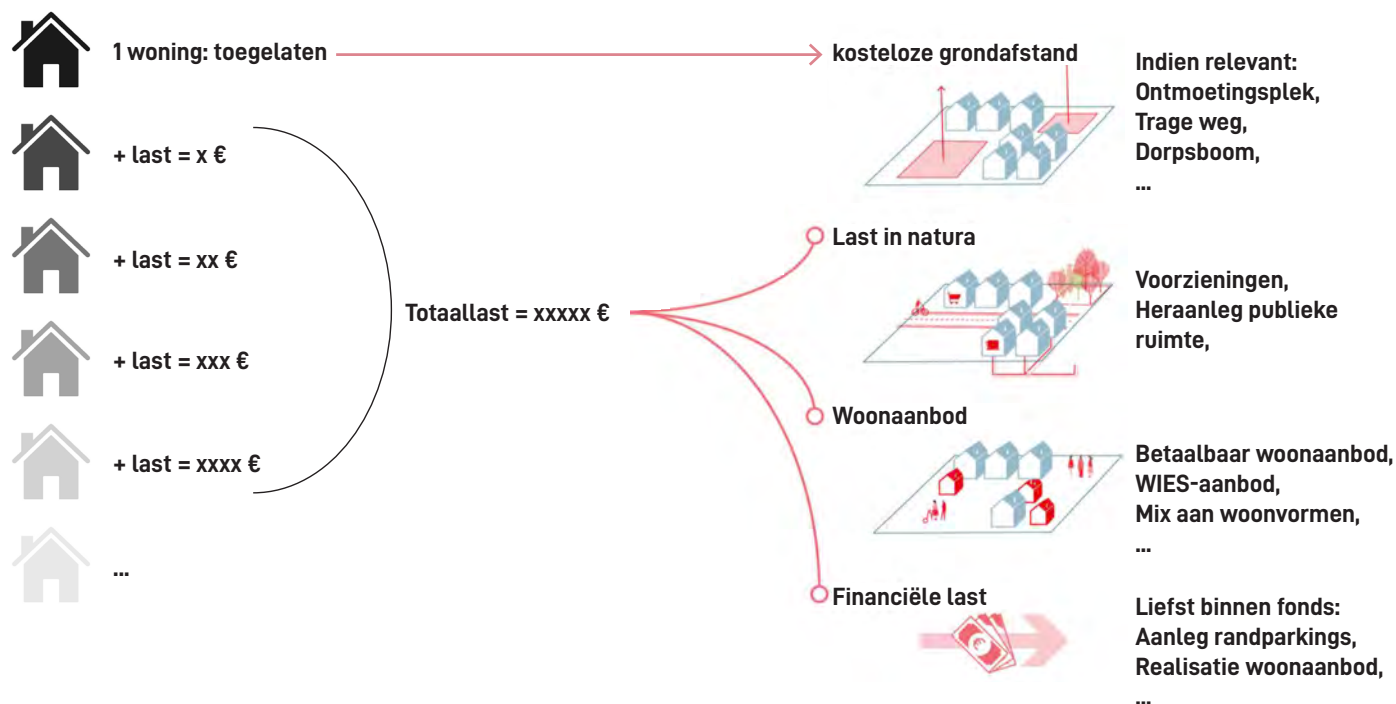 1 woning: toegelaten
+ last = x €
+ last = xx €
+ last = xxx €
+ last = xxxx €
...
Totaallast = xxxxx €
kosteloze grondafstand
Indien relevant:
Ontmoetingsplek,
Trage weg,
Dorpsboom,
...
Last in natura
Voorzieningen,
Heraanleg publieke
ruimte,
Woonaanbod
Betaalbaar woonaanbod,
WIES-aanbod,
Mix aan woonvormen,
...
Financiële last
€
Liefst binnen fonds:
Aanleg randparkings,
Realisatie woonaanbod,
...